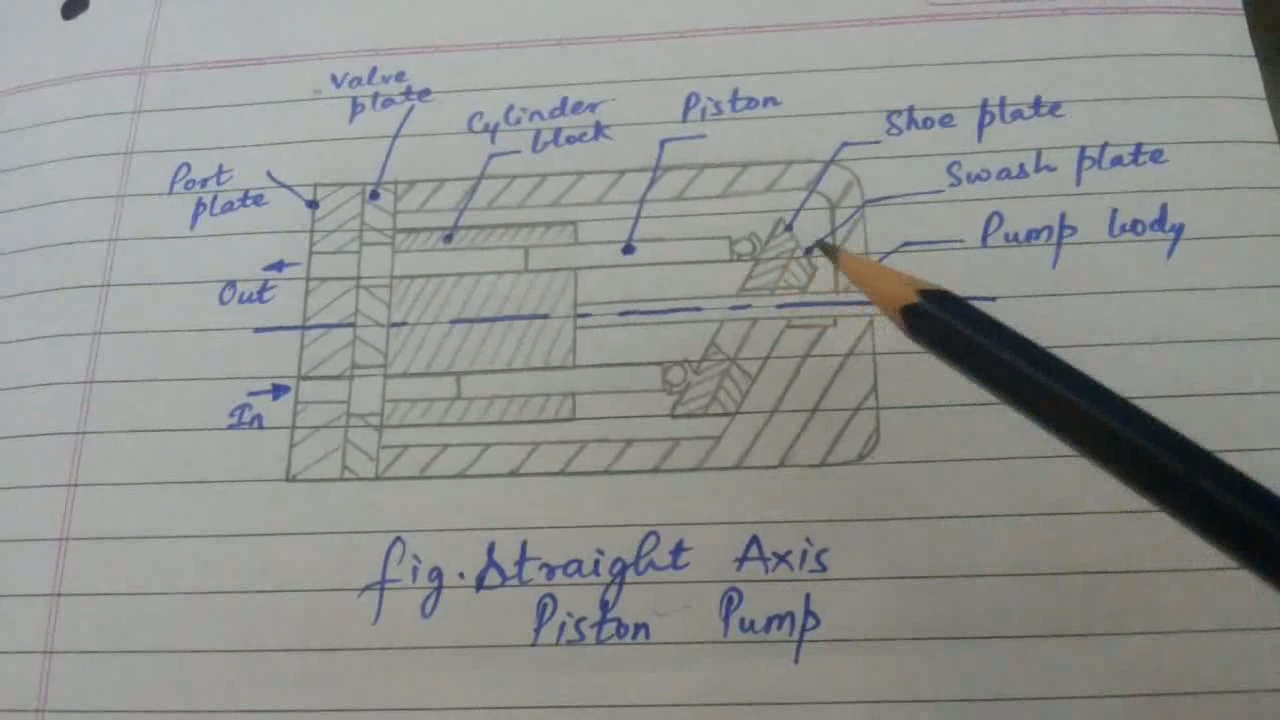 Valve
plate
Cylinder
block
Piston
Shoe plate
Swash plate
Pump body
Port
plate
Out
In
fig. Straight Axis
Piston Pump